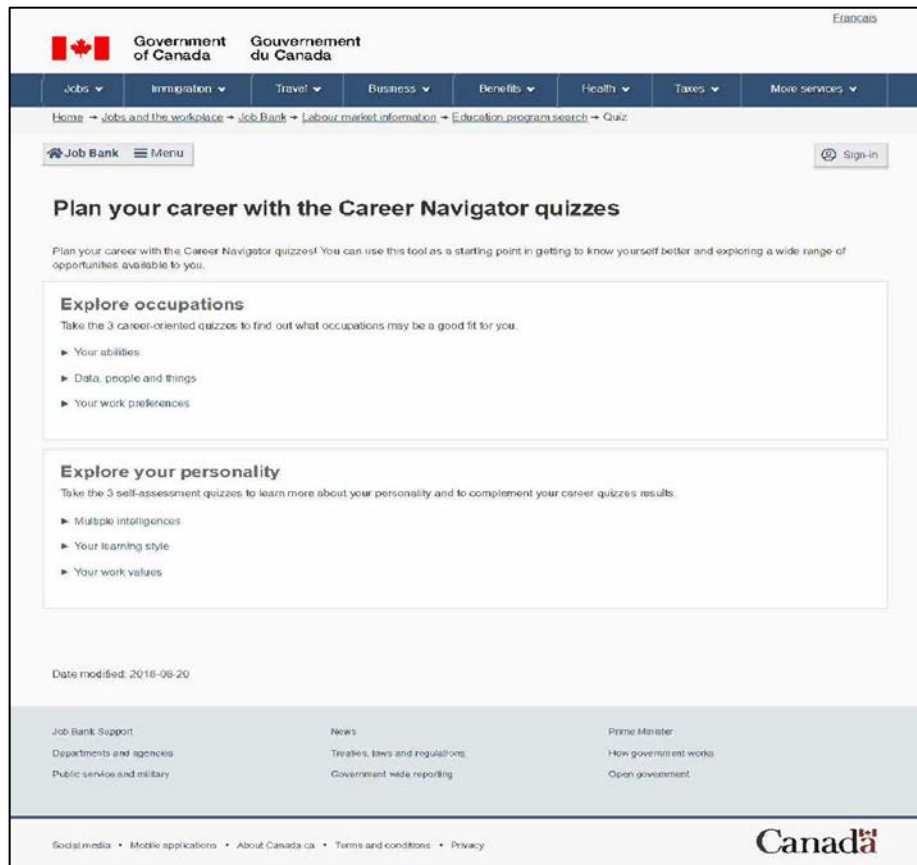 Français
Government of Canada Gouvernement du Canada
Jobs Immigration Travel Business Benefits Health Taxes More services
Home → Jobs and the workplace → Job Bank → Labour market information → Education program search → Quiz
Job Bank Menu Sign-in
Plan your career with the Career Navigator quizzes
Plan your career with the Career Navigator quizzes! You can use this tool as a starting point in getting to know yourself better and exploring a wide range of
opportunities available to you.
Explore occupations
Take the 3 career-oriented quizzes to find out what occupations may be a good fit for you.
► Your abilities
► Data, people and things
► Your work preferences
Explore your personality
Take the 3 self-assessment quizzes to learn more about your personality and to complement your career quizzes results.
► Multiple intelligences
► Your learning style
► Your work values
Date modified: 2018-08-20
Job Bank Support News Prime Minister
Departments and agencies Treaties, laws and regulations How government works
Public service and military Government wide reporting Open government
Social media • Mobile applications • About Canada.ca • Terms and conditions • Privacy
Canada